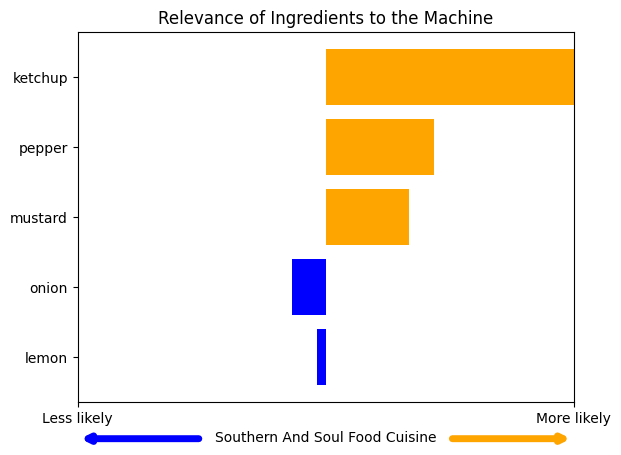 Relevance of Ingredients to the Machine
ketchup
pepper
mustard
onion
lemon
Less likely
More likely
Southern And Soul Food Cuisine